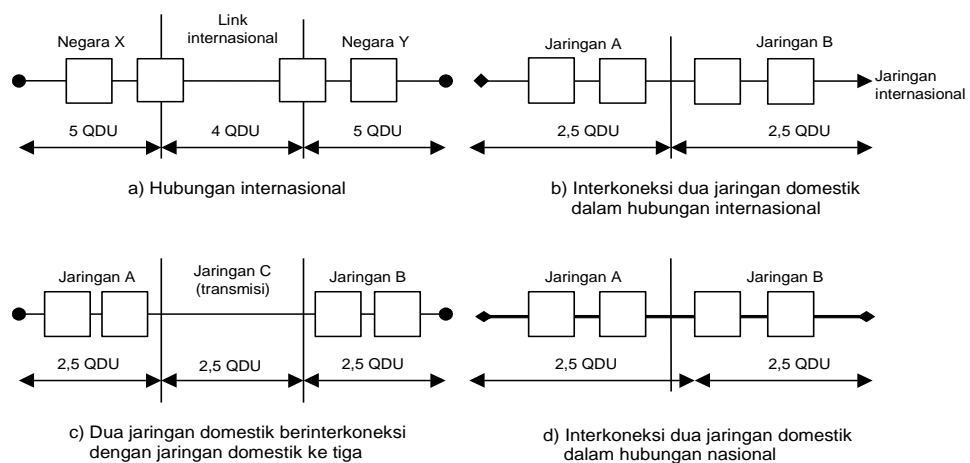 Link
internasional
Negara X
Negara Y
5 QDU
4 QDU
5 QDU
a) Hubungan internasional
Jaringan A
Jaringan B
Jaringan
internasional
2,5 QDU
2,5 QDU
b) Interkoneksi dua jaringan domestik
dalam hubungan internasional
Jaringan A
Jaringan C
(transmisi)
Jaringan B
2,5 QDU
2,5 QDU
2,5 QDU
c) Dua jaringan domestik berinterkoneksi
dengan jaringan domestik ke tiga
Jaringan A
Jaringan B
2,5 QDU
2,5 QDU
d) Interkoneksi dua jaringan domestik
dalam hubungan nasional